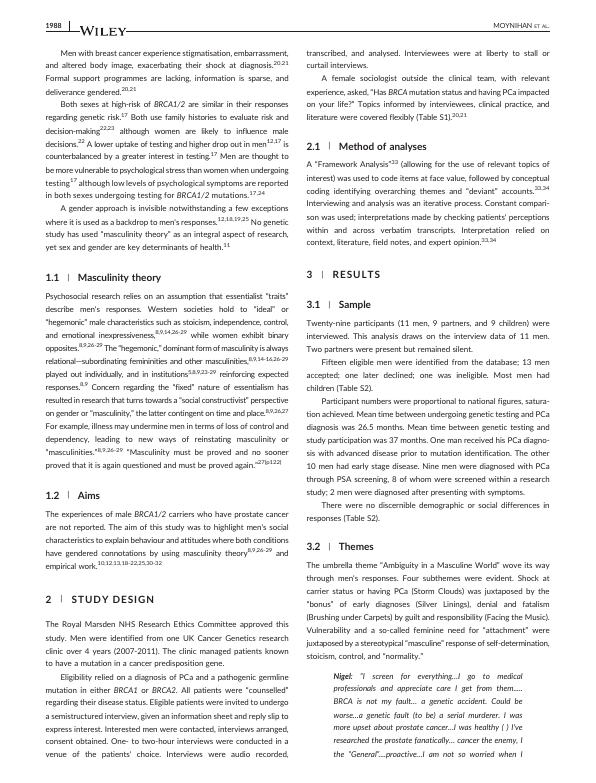 1988
WILEY
MOYNIHAN ET AL.
Men with breast cancer experience stigmatisation, embarrassment,
and altered body image, exacerbating their shock at diagnosis.20,21
Formal support programmes are lacking, information is sparse, and
deliverance gendered.20,21
Both sexes at high-risk of BRCA1/2 are similar in their responses
regarding genetic risk.17 Both use family histories to evaluate risk and
decision-making22,23 although women are likely to influence male
decisions.22 A lower uptake of testing and higher drop out in men12,17 is
counterbalanced by a greater interest in testing.17 Men are thought to
be more vulnerable to psychological stress than women when undergoing
testing17 although low levels of psychological symptoms are reported
in both sexes undergoing testing for BRCA1/2 mutations.17,24
A gender approach is invisible notwithstanding a few exceptions
where it is used as a backdrop to men's responses.12,18,19,25 No genetic
study has used "masculinity theory" as an integral aspect of research,
yet sex and gender are key determinants of health.11
1.1 | Masculinity theory
Psychosocial research relies on an assumption that essentialist "traits"
describe men's responses. Western societies hold to "ideal" or
"hegemonic" male characteristics such as stoicism, independence, control,
and emotional inexpressiveness,8,9,14,26-29 while women exhibit binary
opposites.8,9,26-29 The "hegemonic," dominant form of masculinity is always
relational—subordinating femininities and other masculinities,8,9,14-16,26-29
played out individually, and in institutions5,8,9,23-29 reinforcing expected
responses.8,9 Concern regarding the "fixed" nature of essentialism has
resulted in research that turns towards a "social constructivist" perspective
on gender or "masculinity," the latter contingent on time and place.8,9,26,27
For example, illness may undermine men in terms of loss of control and
dependency, leading to new ways of reinstating masculinity or
"masculinities."8,9,26-29 "Masculinity must be proved and no sooner
proved that it is again questioned and must be proved again."27(p122)
1.2 | Aims
The experiences of male BRCA1/2 carriers who have prostate cancer
are not reported. The aim of this study was to highlight men's social
characteristics to explain behaviour and attitudes where both conditions
have gendered connotations by using masculinity theory8,9,26-29 and
empirical work.10,12,13,18-22,25,30-32
2 | STUDY DESIGN
The Royal Marsden NHS Research Ethics Committee approved this
study. Men were identified from one UK Cancer Genetics research
clinic over 4 years (2007-2011). The clinic managed patients known
to have a mutation in a cancer predisposition gene.
Eligibility relied on a diagnosis of PCa and a pathogenic germline
mutation in either BRCA1 or BRCA2. All patients were "counselled"
regarding their disease status. Eligible patients were invited to undergo
a semistructured interview, given an information sheet and reply slip to
express interest. Interested men were contacted, interviews arranged,
consent obtained. One- to two-hour interviews were conducted in a
venue of the patients' choice. Interviews were audio recorded,
transcribed, and analysed. Interviewees were at liberty to stall or
curtail interviews.
A female sociologist outside the clinical team, with relevant
experience, asked, "Has BRCA mutation status and having PCa impacted
on your life?" Topics informed by interviewees, clinical practice, and
literature were covered flexibly (Table S1).20,21
2.1 | Method of analyses
A "Framework Analysis"33 (allowing for the use of relevant topics of
interest) was used to code items at face value, followed by conceptual
coding identifying overarching themes and "deviant" accounts.33,34
Interviewing and analysis was an iterative process. Constant compari-
son was used; interpretations made by checking patients' perceptions
within and across verbatim transcripts. Interpretation relied on
context, literature, field notes, and expert opinion.33,34
3 | RESULTS
3.1 | Sample
Twenty-nine participants (11 men, 9 partners, and 9 children) were
interviewed. This analysis draws on the interview data of 11 men.
Two partners were present but remained silent.
Fifteen eligible men were identified from the database; 13 men
accepted; one later declined; one was ineligible. Most men had
children (Table S2).
Participant numbers were proportional to national figures, satura-
tion achieved. Mean time between undergoing genetic testing and PCa
diagnosis was 26.5 months. Mean time between genetic testing and
study participation was 37 months. One man received his PCa diagno-
sis with advanced disease prior to mutation identification. The other
10 men had early stage disease. Nine men were diagnosed with PCa
through PSA screening, 8 of whom were screened within a research
study; 2 men were diagnosed after presenting with symptoms.
There were no discernible demographic or social differences in
responses (Table S2).
3.2 | Themes
The umbrella theme "Ambiguity in a Masculine World" wove its way
through men's responses. Four subthemes were evident. Shock at
carrier status or having PCa (Storm Clouds) was juxtaposed by the
"bonus" of early diagnoses (Silver Linings), denial and fatalism
(Brushing under Carpets) by guilt and responsibility (Facing the Music).
Vulnerability and a so-called feminine need for "attachment" were
juxtaposed by a stereotypical "masculine" response of self-determination,
stoicism, control, and "normality."
Nigel: "I screen for everything...I go to medical
professionals and appreciate care I get from them.....
BRCA is not my fault... a genetic accident. Could be
worse...a genetic fault (to be) a serial murderer. I was
more upset about prostate cancer...I was healthy ( ) I've
researched the prostate fanatically... cancer the enemy, I
the "General"....proactive...I am not so worried when I